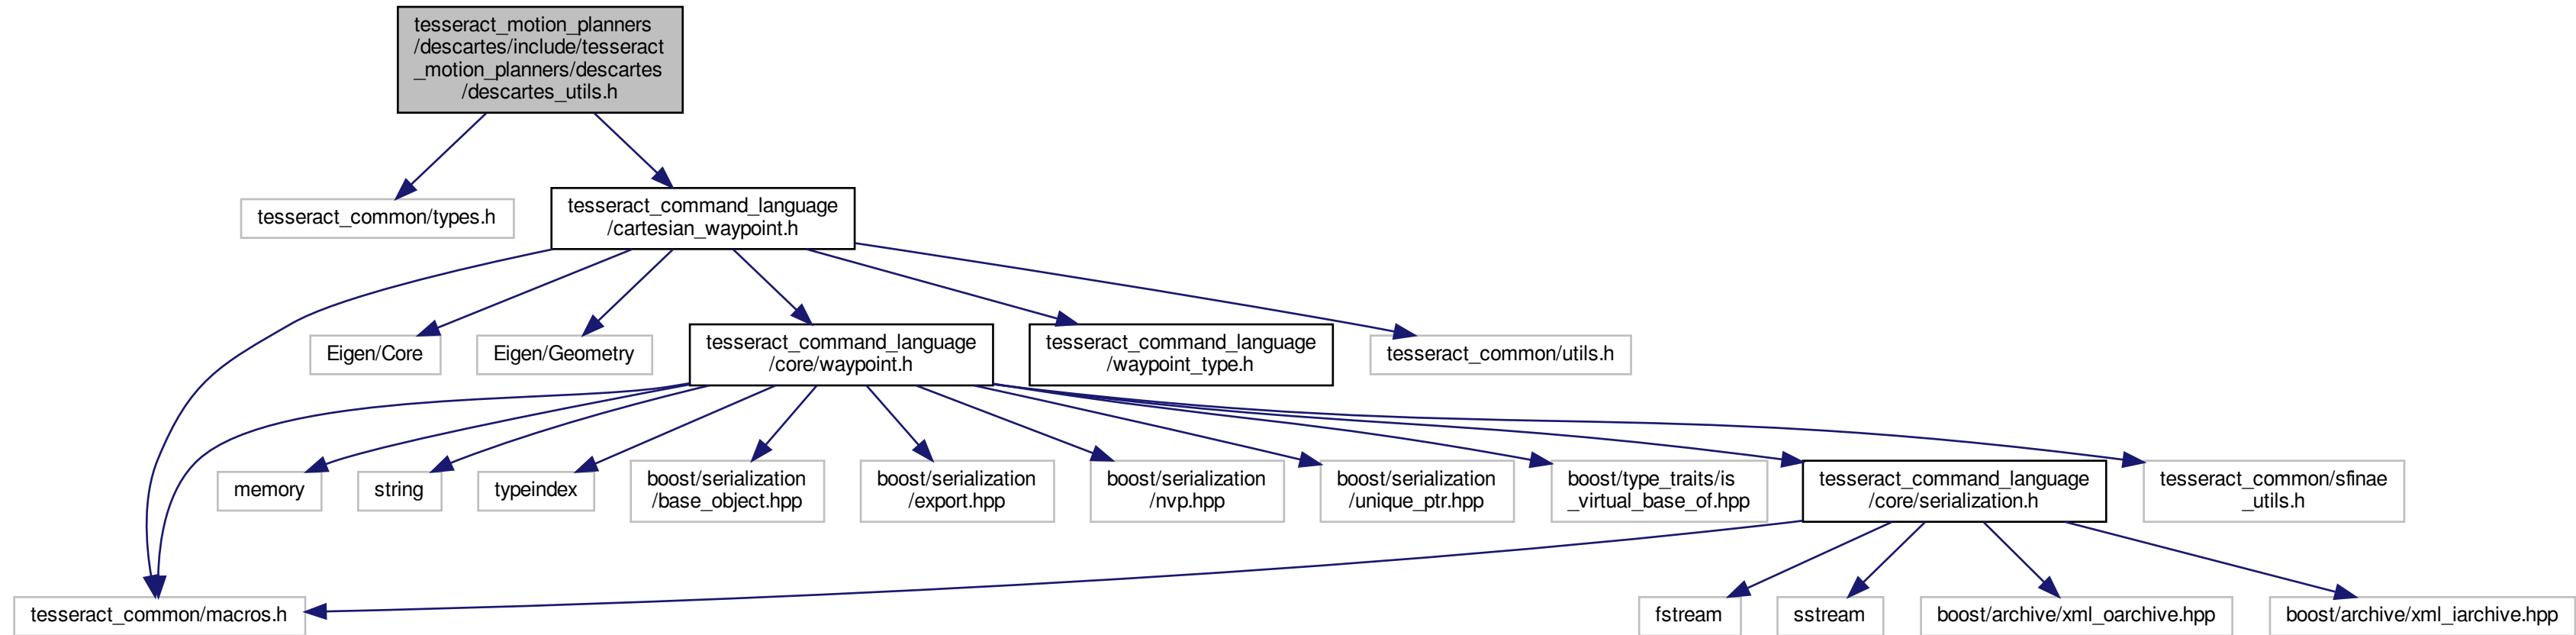 tesseract_motion_planners
/descartes/include/tesseract
_motion_planners/descartes
/descartes_utils.h
tesseract_common/types.h
tesseract_command_language
/cartesian_waypoint.h
Eigen/Core
Eigen/Geometry
tesseract_command_language
/core/waypoint.h
tesseract_command_language
/waypoint_type.h
tesseract_common/utils.h
memory
string
typeindex
boost/serialization
/base_object.hpp
boost/serialization
/export.hpp
boost/serialization
/nvp.hpp
boost/serialization
/unique_ptr.hpp
boost/type_traits/is
_virtual_base_of.hpp
tesseract_command_language
/core/serialization.h
tesseract_common/sfinae
_utils.h
tesseract_common/macros.h
fstream
sstream
boost/archive/xml_oarchive.hpp
boost/archive/xml_iarchive.hpp